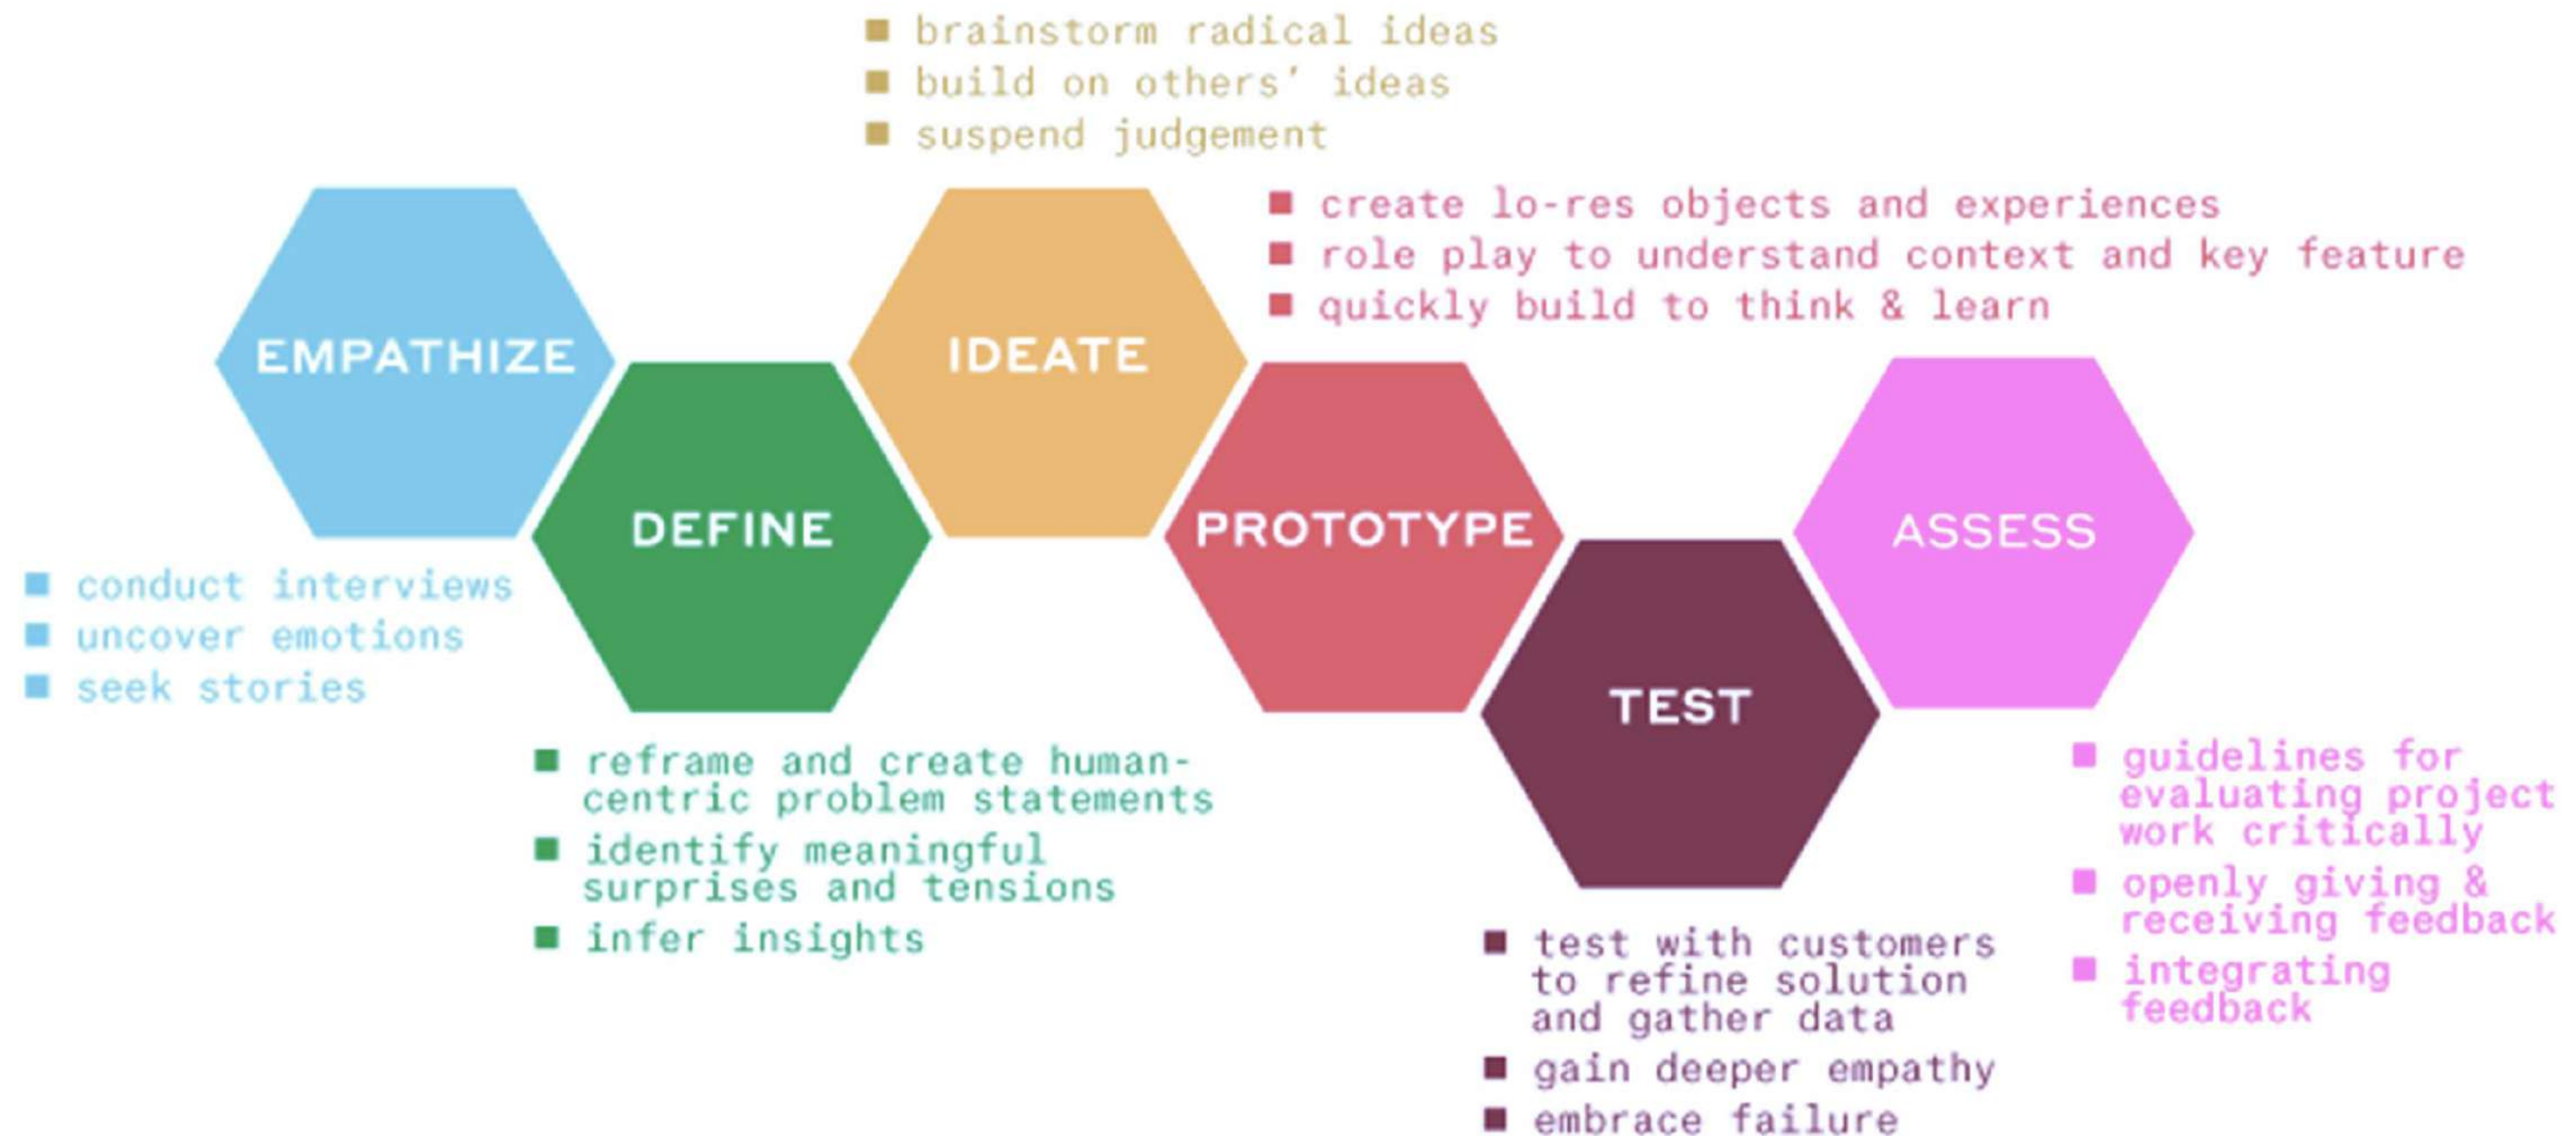 EMPATHIZE
■ conduct interviews
■ uncover emotions
■ seek stories
DEFINE
■ reframe and create human-
centric problem statements
■ identify meaningful
surprises and tensions
■ infer insights
■ brainstorm radical ideas
■ build on others’ ideas
■ suspend judgement
IDEATE
■ create lo-res objects and experiences
■ role play to understand context and key feature
■ quickly build to think & learn
PROTOTYPE
TEST
■ test with customers
to refine solution
and gather data
■ gain deeper empathy
■ embrace failure
ASSESS
■ guidelines for
evaluating project
work critically
■ openly giving &
receiving feedback
■ integrating
feedback